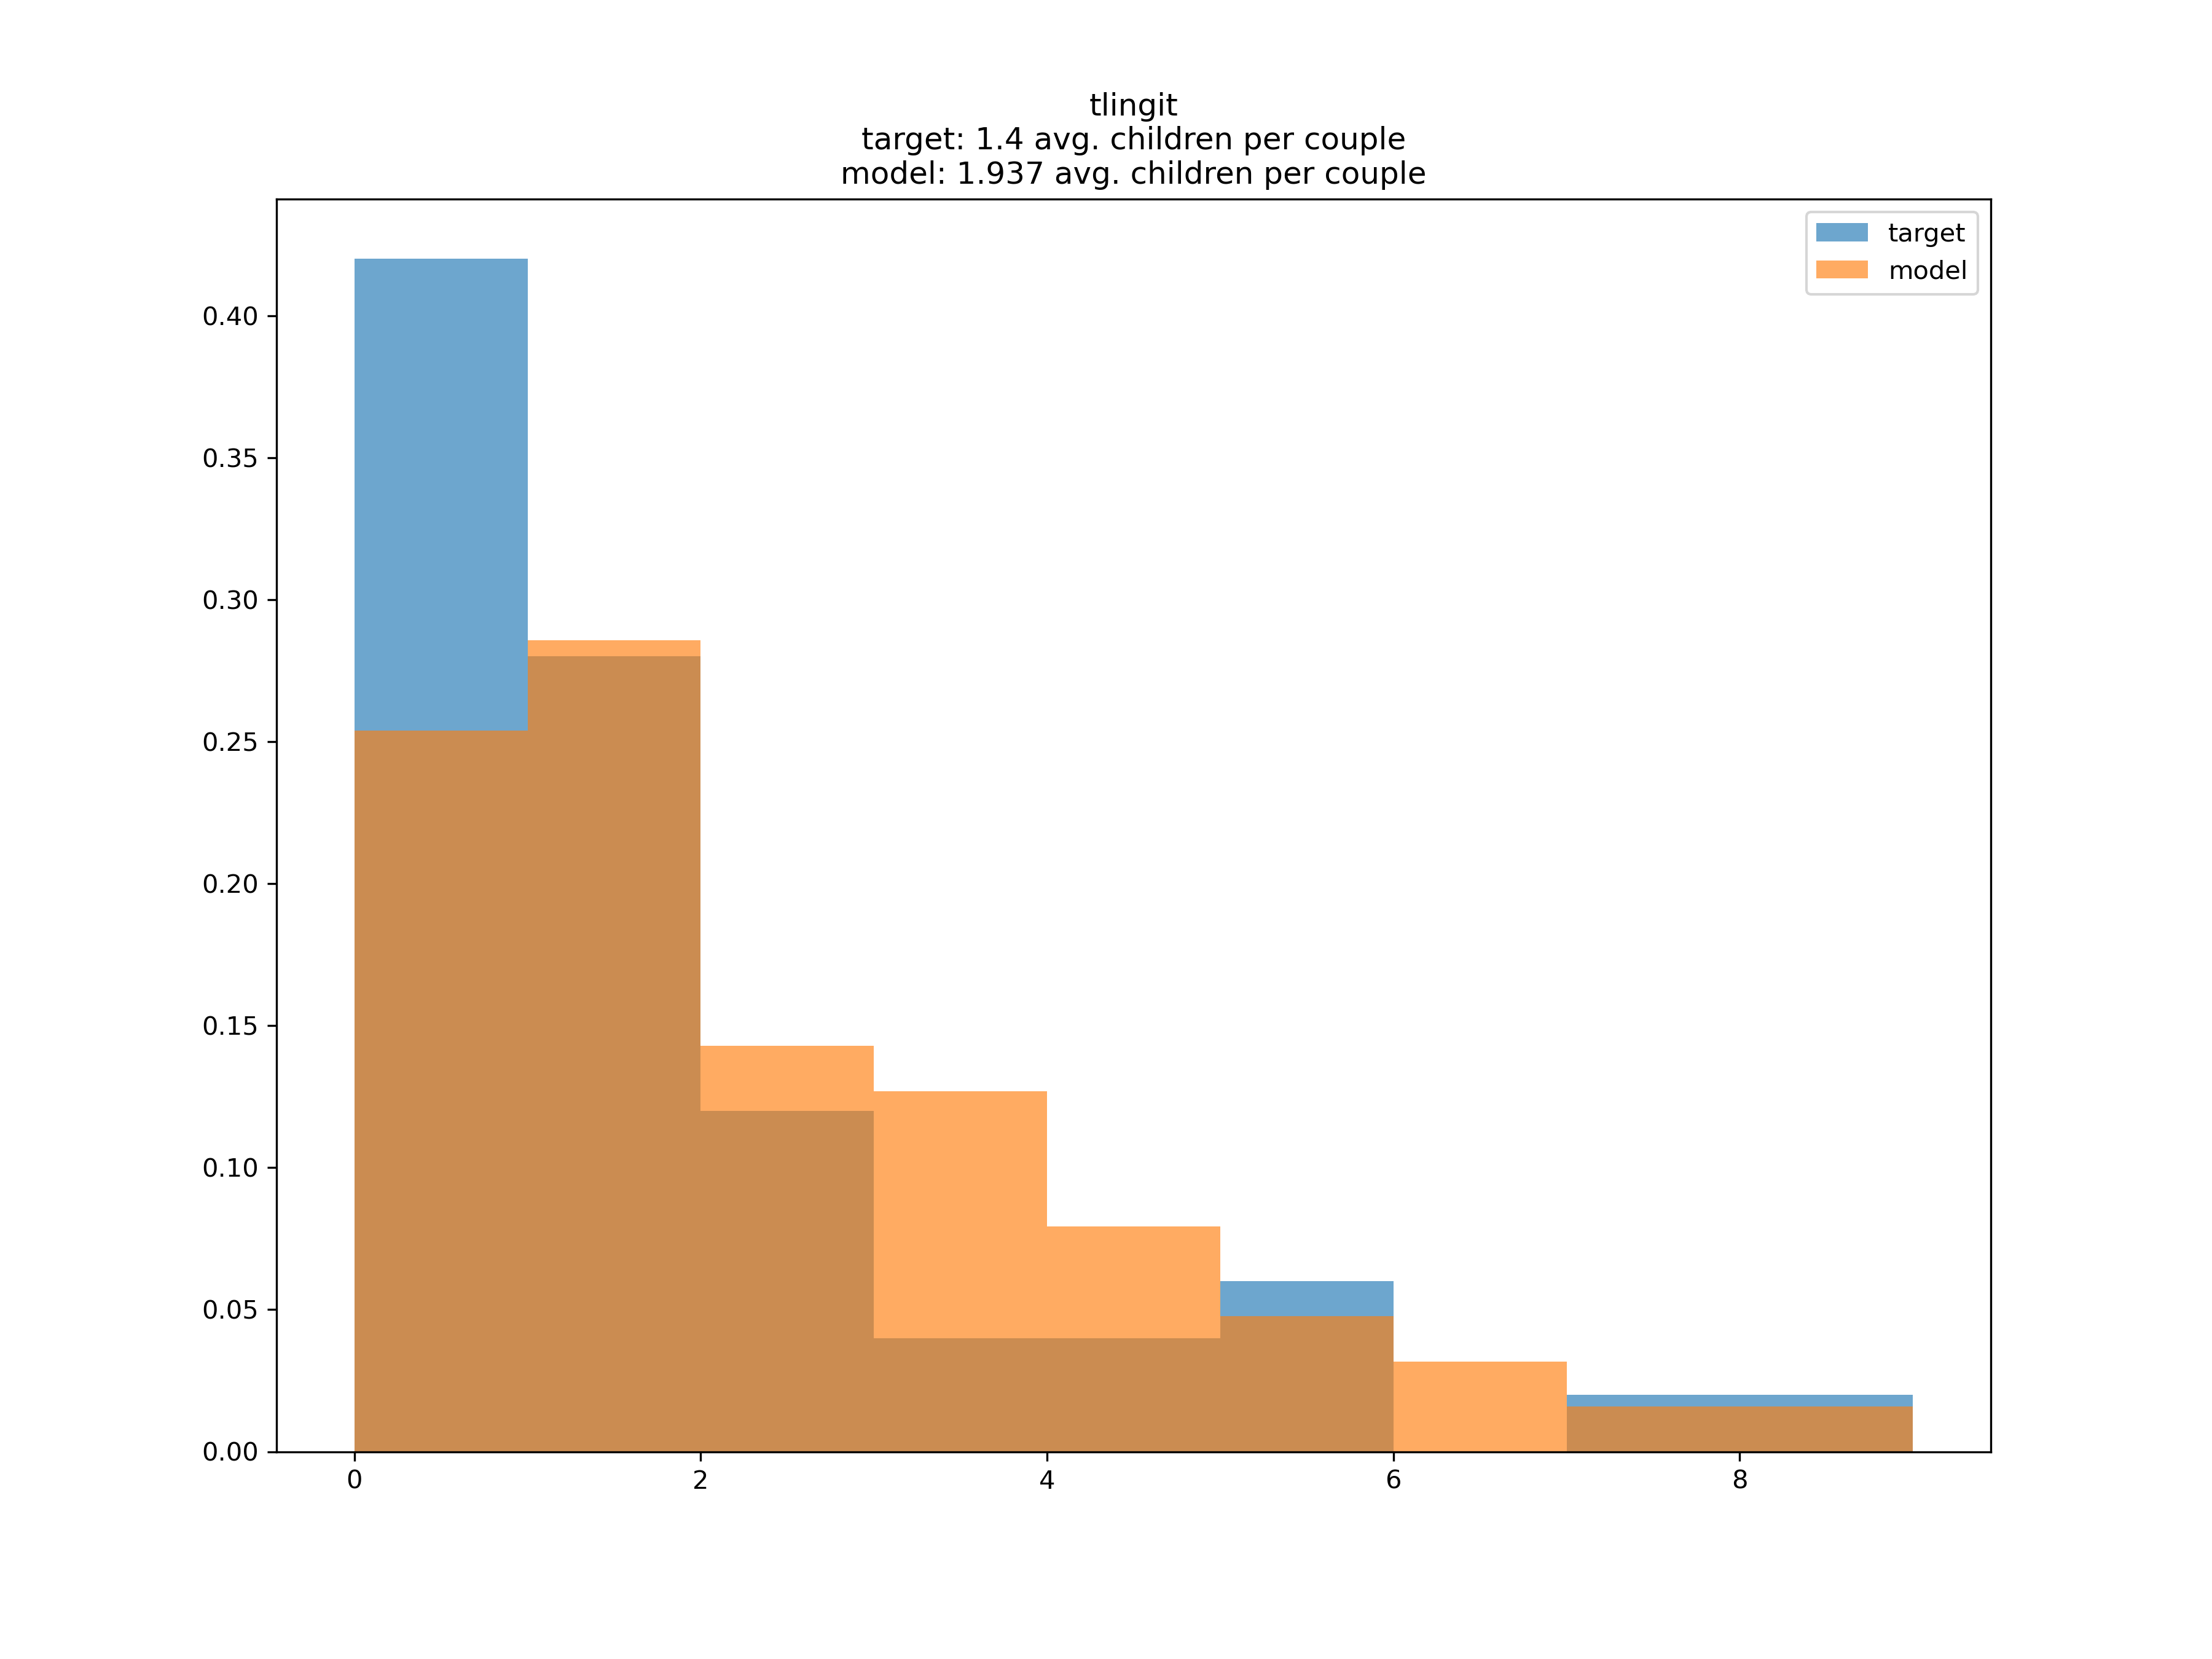 tlingit
target: 1.4 avg. children per couple
model: 1.937 avg. children per couple
target
model
0.40
0.35
0.30
0.25
0.20
0.15
0.10
0.05
0.00
0 2 4 6 8